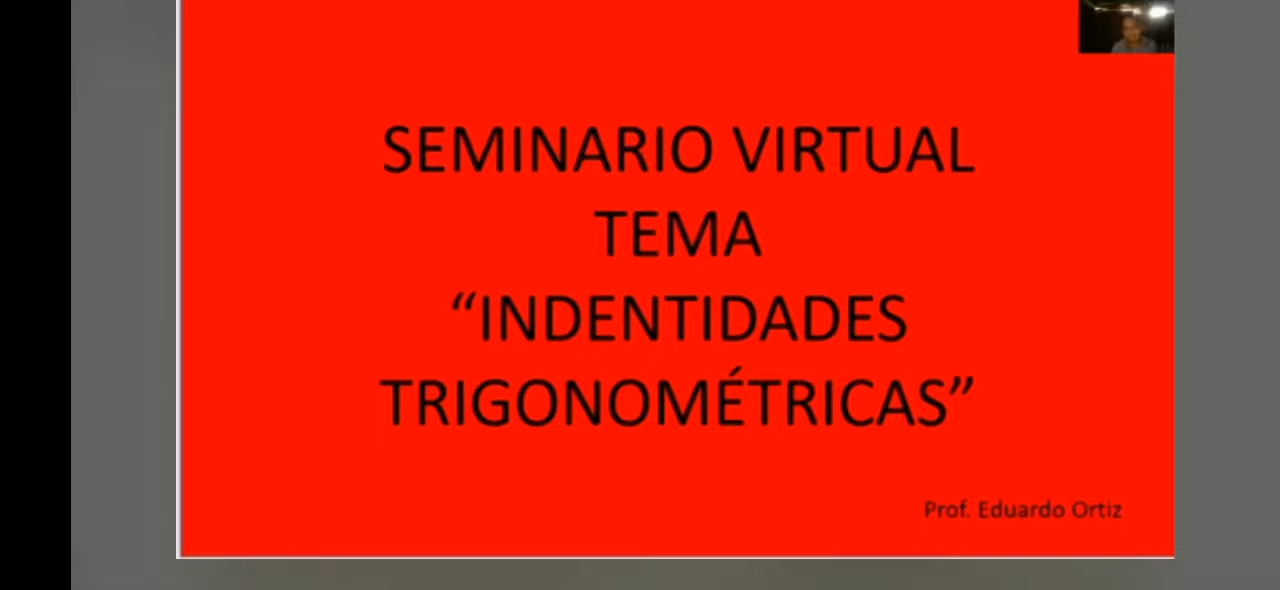 SEMINARIO VIRTUAL
TEMA
“INDENTIDADES
TRIGONOMÉTRICAS”
Prof. Eduardo Ortiz